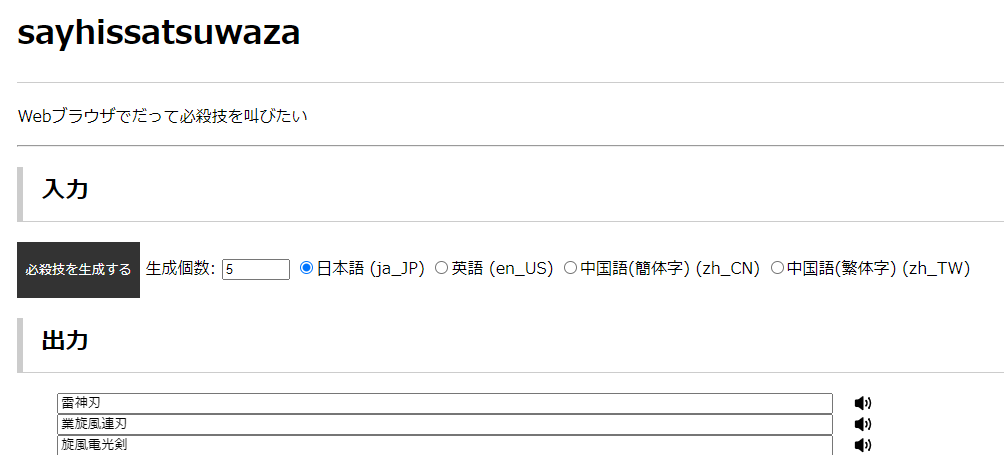 sayhissatsuwaza
Webブラウザでだって必殺技を叫びたい
入力
必殺技を生成する 生成個数: 5 日本語 (ja_JP) 英語 (en_US) 中国語(簡体字) (zh_CN) 中国語(繁体字) (zh_TW)
出力
雷神刃
業旋風連刃
旋風電光剣